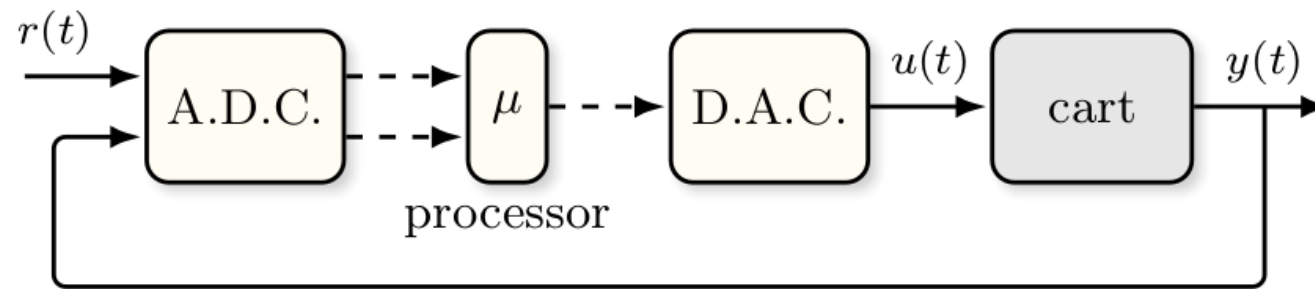 r(t)
A.D.C.
μ
processor
D.A.C.
u(t)
cart
y(t)